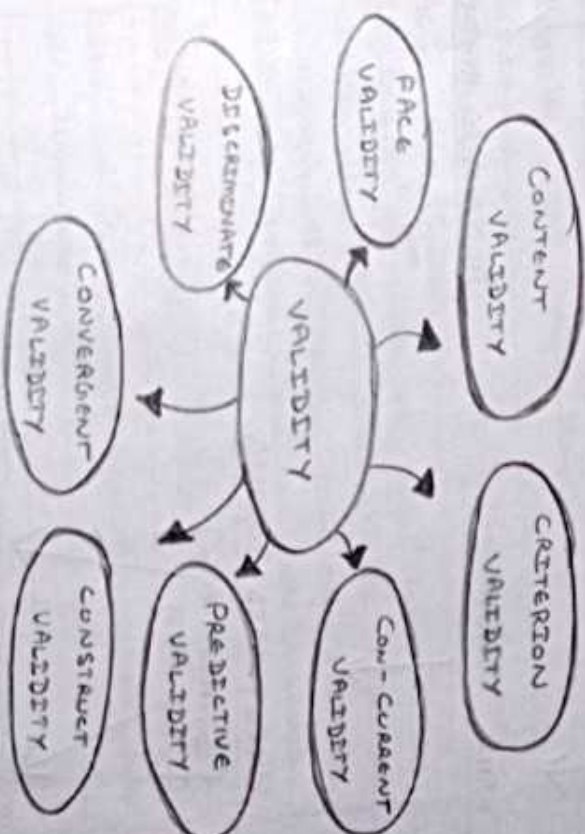 CONTENT
VALIDITY
CRITERION
VALIDITY
FACE
VALIDITY
CON-CURRENT
VALIDITY
VALIDITY
DISCRIMINATE
VALIDITY
PREDICTIVE
VALIDITY
CONVERGENT
VALIDITY
CONSTRUCT
VALIDITY